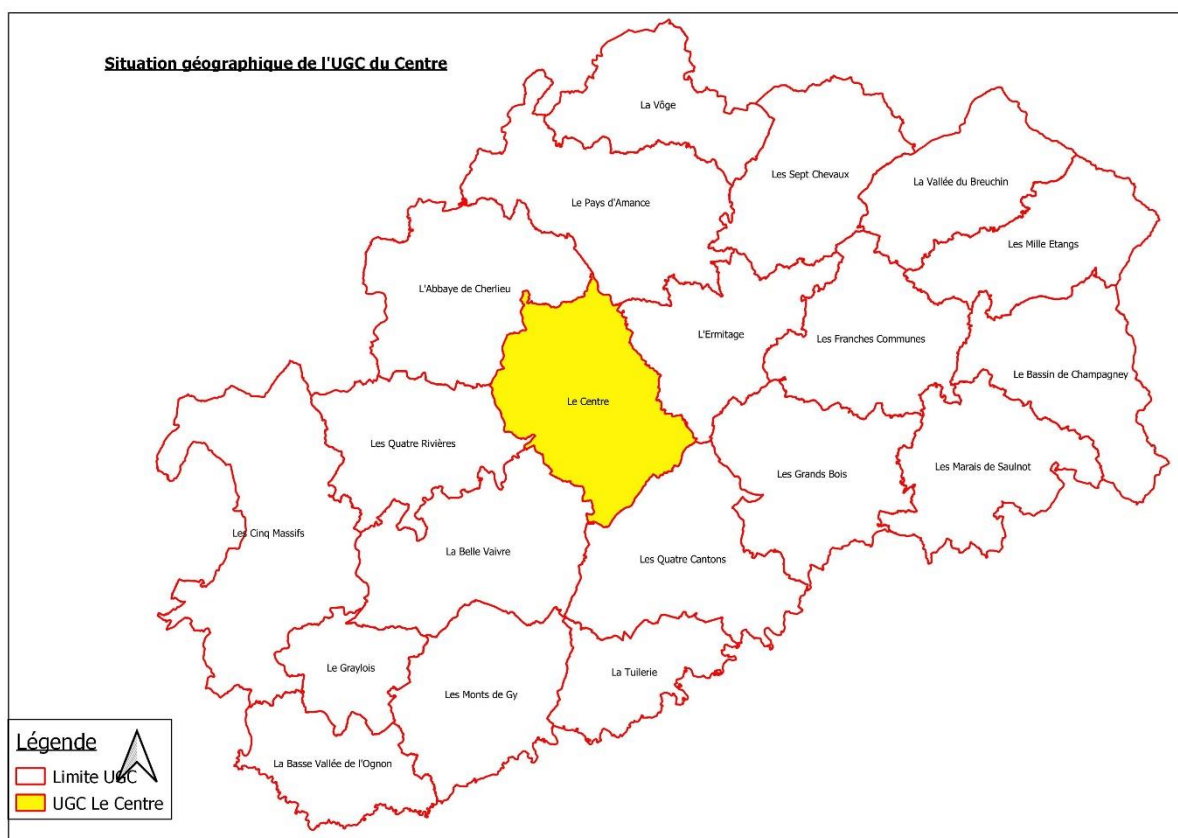 Situation géographique de l'UGC du Centre
La Vôge
Les Sept Chevaux
La Vallée du Breuchin
Le Pays d'Amance
Les Mille Etangs
L'Abbaye de Cherlieu
L'Ermitage
Les Franches Communes
Le Bassin de Champagney
Le Centre
Les Quatre Rivières
Les Grands Bois
Les Marais de Saulnot
Les Cinq Massifs
La Belle Vaivre
Les Quatre Cantons
Le Graylois
La Tuilerie
Les Monts de Gy
La Basse Vallée de l'Ognon
Légende
Limite UGC
UGC Le Centre